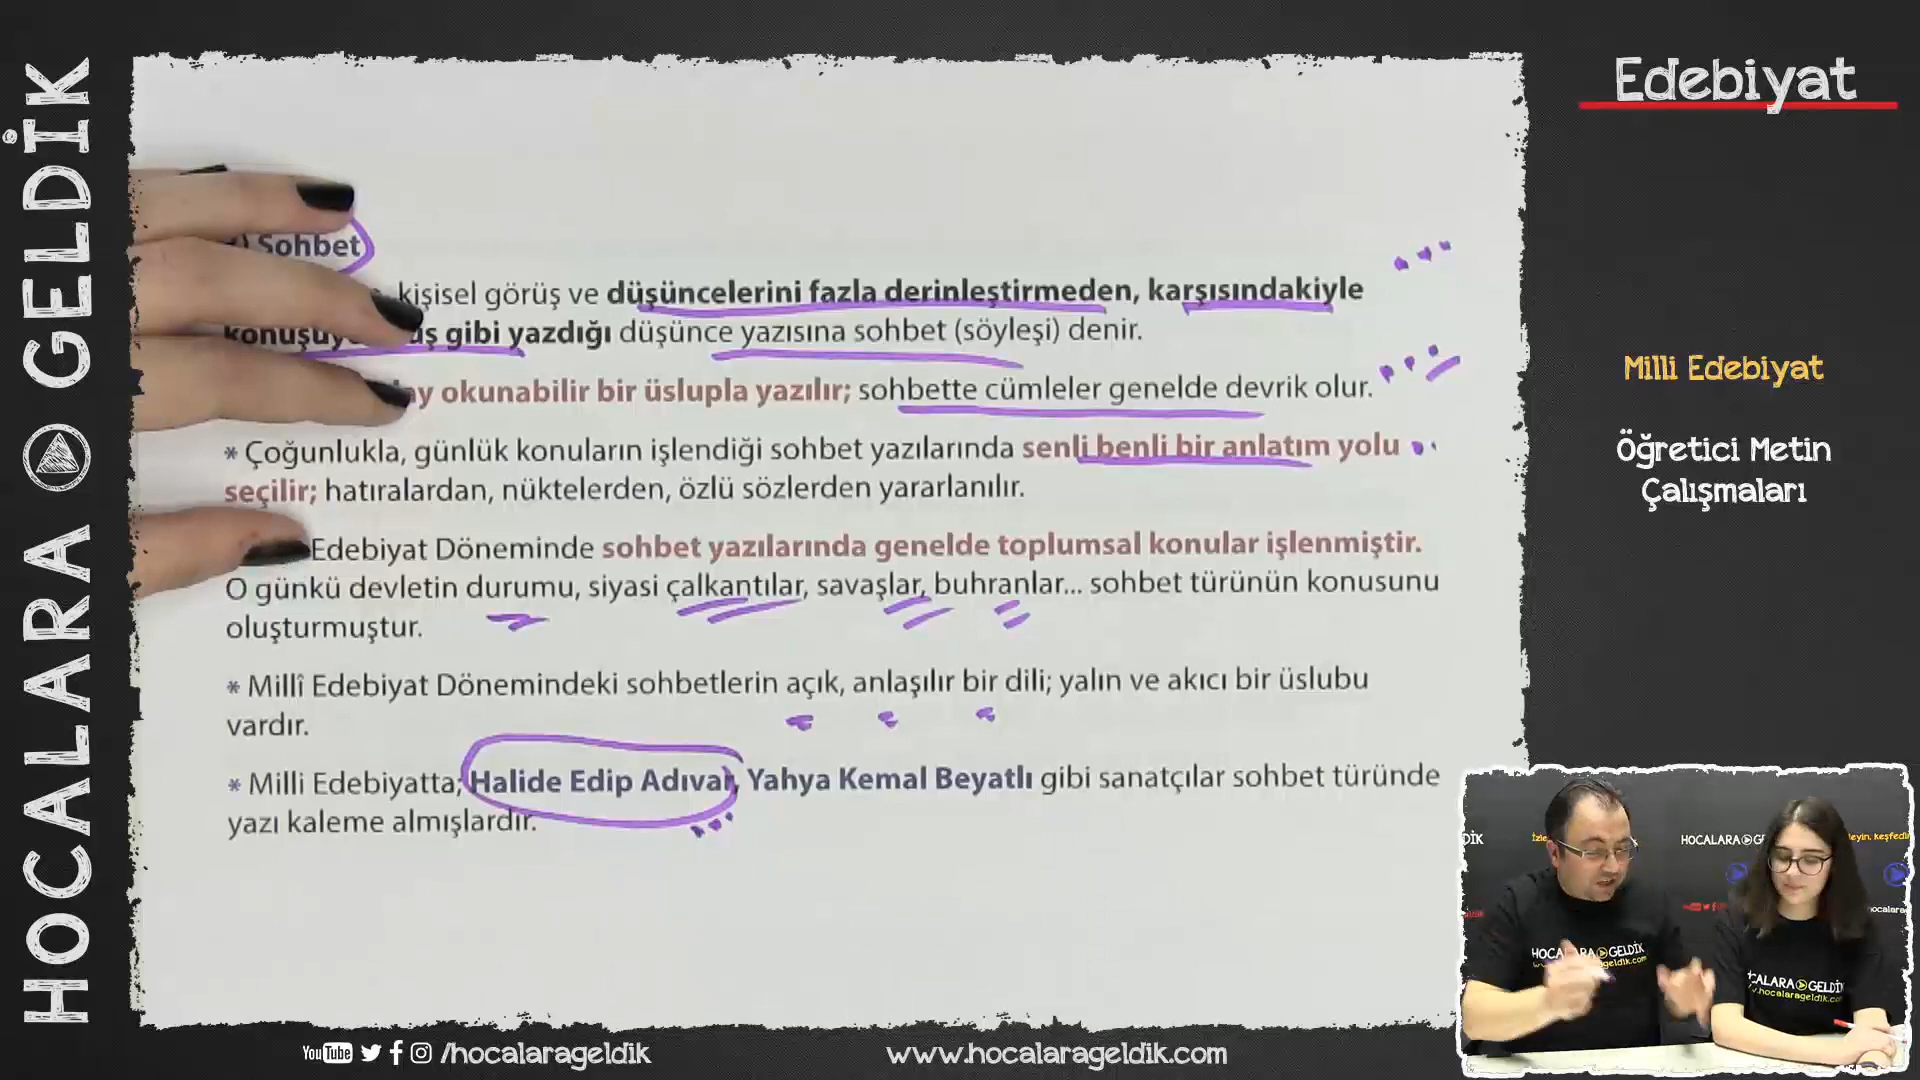 HOCALARA GELDİK
Edebiyat
Milli Edebiyat
Öğretici Metin
Çalışmaları
Sohbet
kişisel görüş ve düşüncelerini fazla derinleştirmeden, karşısındakiyle
gibi yazdığı düşünce yazısına sohbet (söyleşi) denir.
okunabilir bir üslupla yazılır; sohbette cümleler genelde devrik olur.
* Çoğunlukla, günlük konuların işlendiği sohbet yazılarında senli benli bir anlatım yolu
seçilir; hatıralardan, nüktelerden, özlü sözlerden yararlanılır.
Edebiyat Döneminde sohbet yazılarında genelde toplumsal konular işlenmiştir.
O günkü devletin durumu, siyasi çalkantılar, savaşlar, buhranlar... sohbet türünün konusunu
oluşturmuştur.
* Millî Edebiyat Dönemindeki sohbetlerin açık, anlaşılır bir dili; yalın ve akıcı bir üslubu
vardır.
* Milli Edebiyatta; Halide Edip Adıvar, Yahya Kemal Beyatlı gibi sanatçılar sohbet türünde
yazı kaleme almışlardır.
HOCALARA GELDİK
YouTube /hocalarageldik
www.hocalarageldik.com